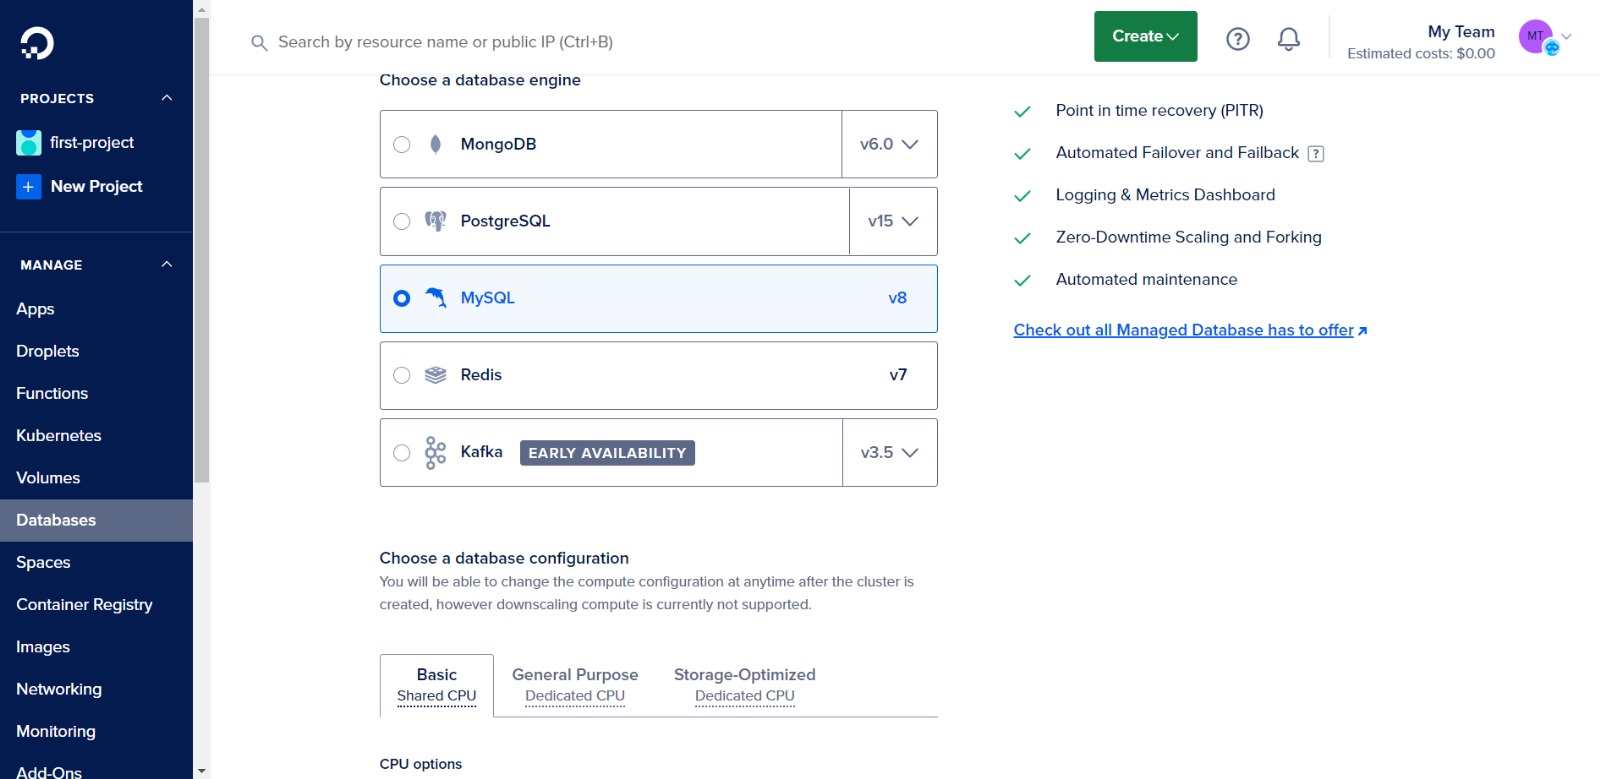 Search by resource name or public IP (Ctrl+B)
Create
?
My Team
Estimated costs: $0.00
MT
PROJECTS
first-project
+ New Project
MANAGE
Apps
Droplets
Functions
Kubernetes
Volumes
Databases
Spaces
Container Registry
Images
Networking
Monitoring
Add-Ons
Choose a database engine
MongoDB v6.0
PostgreSQL v15
MySQL v8
Redis v7
Kafka EARLY AVAILABILITY v3.5
Choose a database configuration
You will be able to change the compute configuration at anytime after the cluster is
created, however downscaling compute is currently not supported.
Basic
Shared CPU
General Purpose
Dedicated CPU
Storage-Optimized
Dedicated CPU
CPU options
Point in time recovery (PITR)
Automated Failover and Failback ?
Logging & Metrics Dashboard
Zero-Downtime Scaling and Forking
Automated maintenance
Check out all Managed Database has to offer